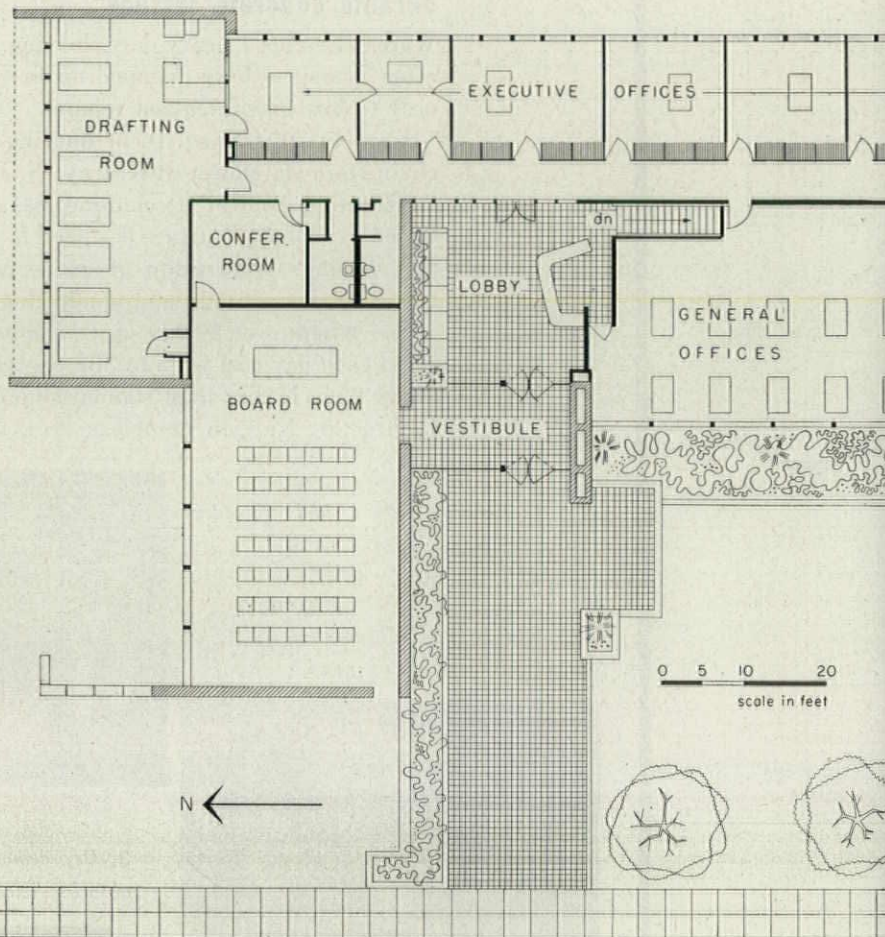 EXECUTIVE OFFICES
DRAFTING
ROOM
dn
CONFER.
ROOM
LOBBY
GENERAL
OFFICES
BOARD ROOM
VESTIBULE
0 5 10 20
scale in feet
N